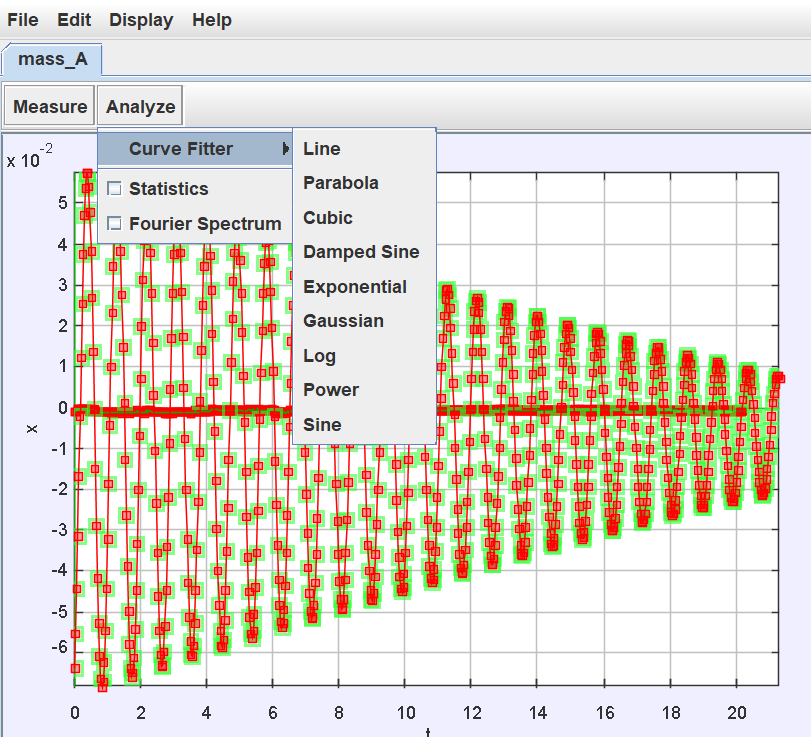 File Edit Display Help
mass_A
Measure Analyze
Curve Fitter
Statistics
Fourier Spectrum
Line
Parabola
Cubic
Damped Sine
Exponential
Gaussian
Log
Power
Sine
x 10-2
5
4
3
2
1
0
-1
-2
-3
-4
-5
-6
x
0 2 4 6 8 10 12 14 16 18 20
t